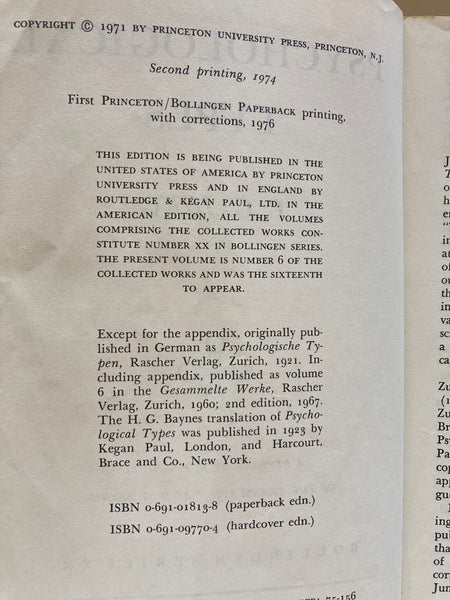 COPYRIGHT © 1971 BY PRINCETON UNIVERSITY PRESS, PRINCETON, N.J.
Second printing, 1974
First PRINCETON/BOLLINGEN PAPERBACK printing,
with corrections, 1976
THIS EDITION IS BEING PUBLISHED IN THE
UNITED STATES OF AMERICA BY PRINCETON
UNIVERSITY PRESS AND IN ENGLAND BY
ROUTLEDGE & KEGAN PAUL, LTD. IN THE
AMERICAN EDITION, ALL THE VOLUMES
COMPRISING THE COLLECTED WORKS CON-
STITUTE NUMBER XX IN BOLLINGEN SERIES.
THE PRESENT VOLUME IS NUMBER 6 OF THE
COLLECTED WORKS AND WAS THE SIXTEENTH
TO APPEAR.
Except for the appendix, originally pub-
lished in German as Psychologische Ty-
pen, Rascher Verlag, Zurich, 1921. In-
cluding appendix, published as volume
6 in the Gesammelte Werke, Rascher
Verlag, Zurich, 1960; 2nd edition, 1967.
The H. G. Baynes translation of Psycho-
logical Types was published in 1923 by
Kegan Paul, London, and Harcourt,
Brace and Co., New York.
ISBN 0-691-01813-8 (paperback edn.)
ISBN 0-691-09770-4 (hardcover edn.)
75-156